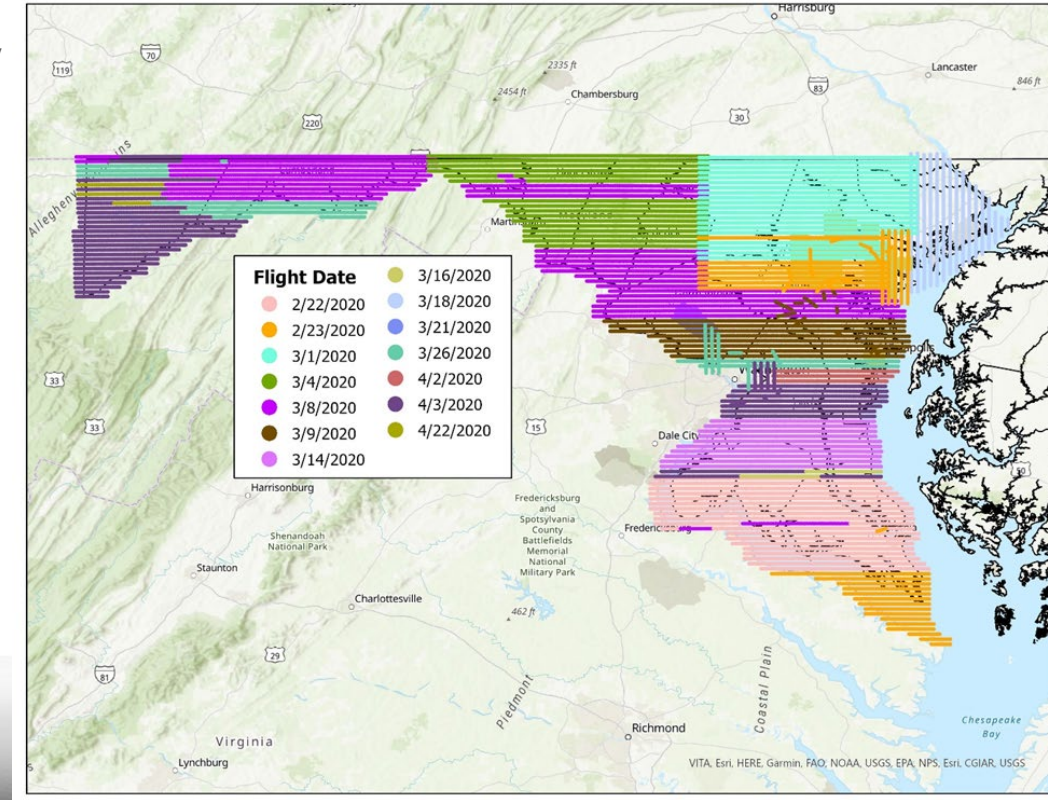 Harrisburg
70
119
2335 ft
Lancaster
83
846 ft
2454 ft
Chambersburg
220
30
Allegheny
ins
Martins
Flight Date
2/22/2020
2/23/2020
3/1/2020
3/4/2020
3/8/2020
3/9/2020
3/14/2020
3/16/2020
3/18/2020
3/21/2020
3/26/2020
4/2/2020
4/3/2020
4/22/2020
33
33
15
Dale City
50
Harrisonburg
Fredericksburg
and
Spotsylvania
County
Battlefields
Memorial
National
Military Park
Fredericksburg
Shenandoah
National Park
Staunton
Charlottesville
462 ft
29
81
Piedmont
Coastal Plain
Richmond
Chesapeake
Bay
Virginia
Lynchburg
VITA, Esri, HERE, Garmin, FAO, NOAA, USGS, EPA, NPS, Esri, CGIAR, USGS